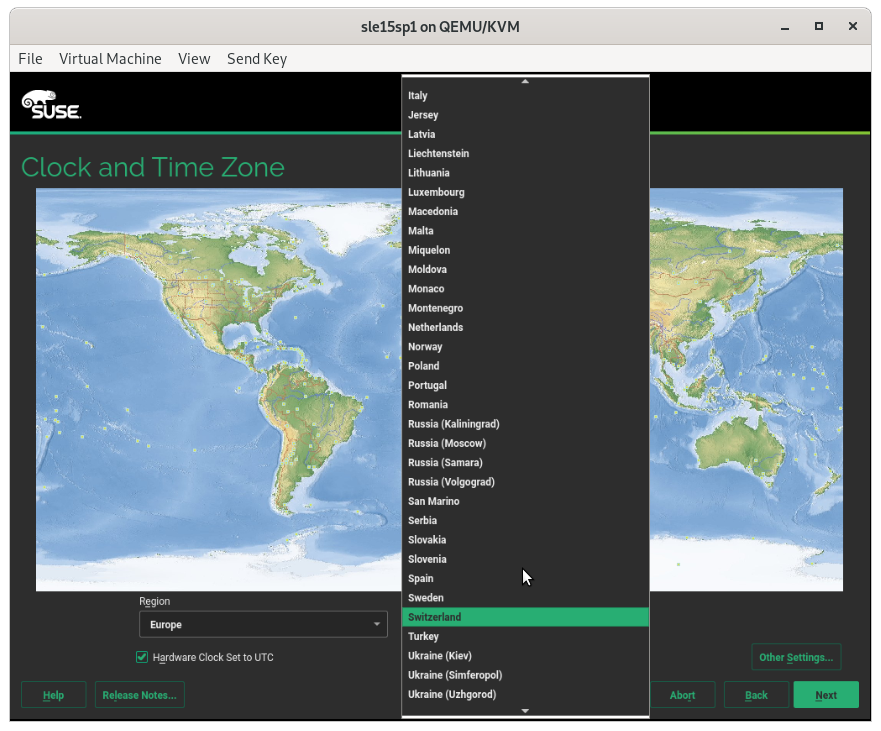 sle15sp1 on QEMU/KVM
File Virtual Machine View Send Key
SUSE.
Clock and Time Zone
Italy
Jersey
Latvia
Liechtenstein
Lithuania
Luxembourg
Macedonia
Malta
Miquelon
Moldova
Monaco
Montenegro
Netherlands
Norway
Poland
Portugal
Romania
Russia (Kaliningrad)
Russia (Moscow)
Russia (Samara)
Russia (Volgograd)
San Marino
Serbia
Slovakia
Slovenia
Spain
Sweden
Switzerland
Turkey
Ukraine (Kiev)
Ukraine (Simferopol)
Ukraine (Uzhgorod)
Region
Europe
Hardware Clock Set to UTC
Other Settings...
Help Release Notes... Abort Back Next